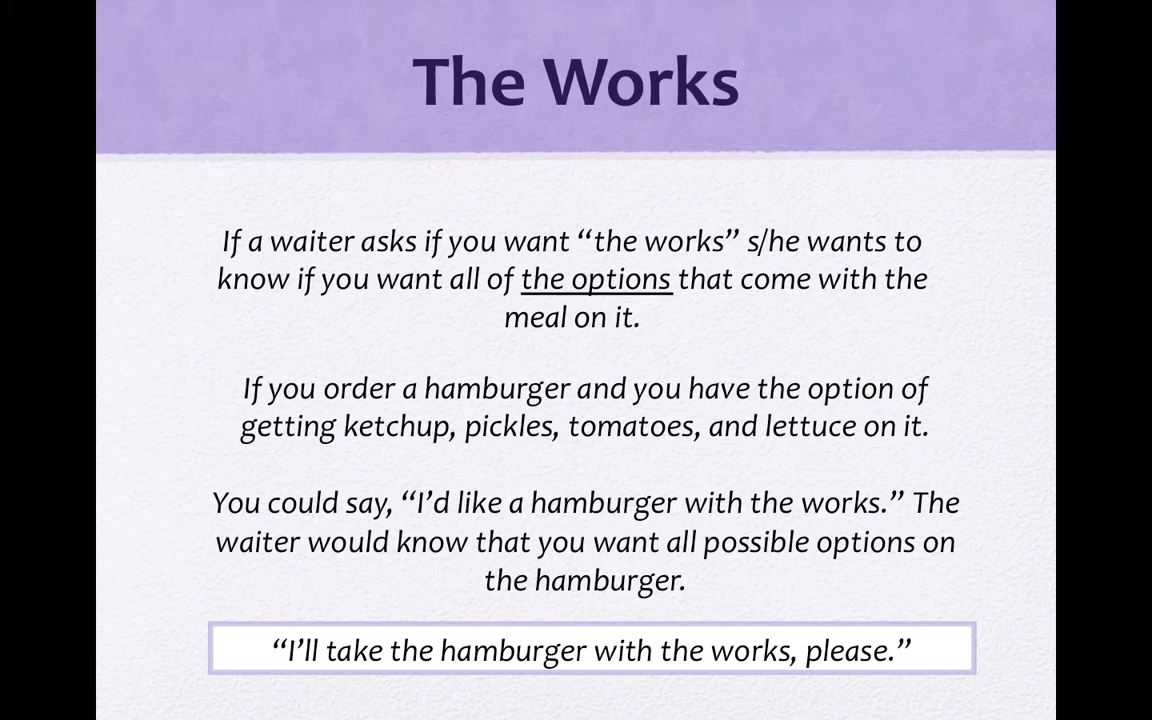 The Works
If a waiter asks if you want “the works” s/he wants to
know if you want all of the options that come with the
meal on it.
If you order a hamburger and you have the option of
getting ketchup, pickles, tomatoes, and lettuce on it.
You could say, “I’d like a hamburger with the works.” The
waiter would know that you want all possible options on
the hamburger.
“I’ll take the hamburger with the works, please.”